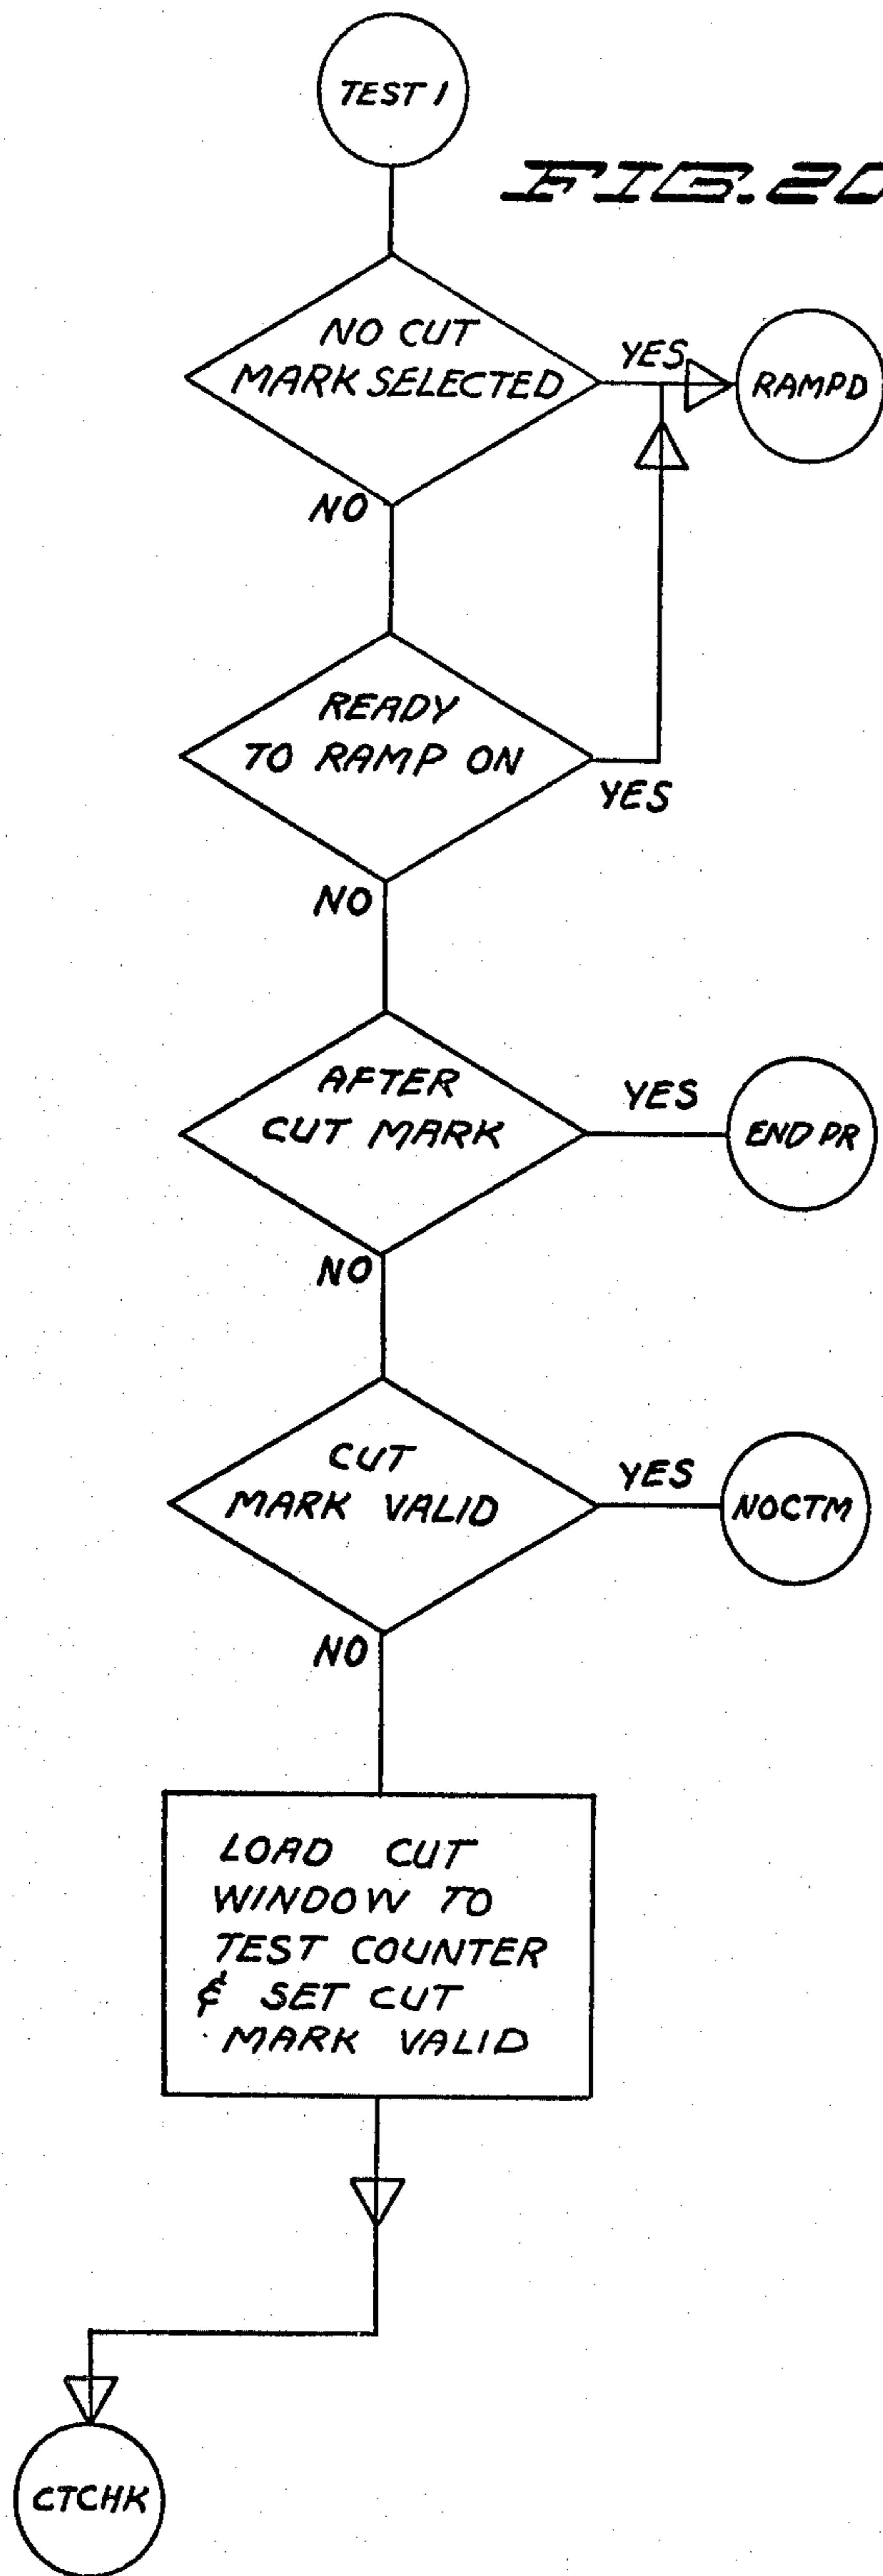 TEST 1
FIG.20
NO CUT
MARK SELECTED
YES
RAMPD
NO
READY
TO RAMP ON
YES
NO
AFTER
CUT MARK
YES
END PR
NO
CUT
MARK VALID
YES
NOCTM
NO
LOAD CUT
WINDOW TO
TEST COUNTER
& SET CUT
MARK VALID
CTCHK